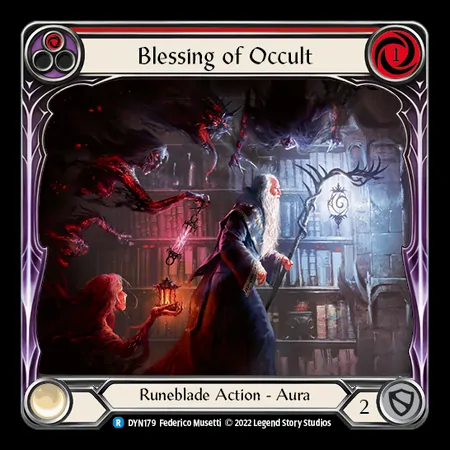 Blessing of Occult
1
Runeblade Action - Aura
2
R DYN179 Federico Musetti © 2022 Legend Story Studios